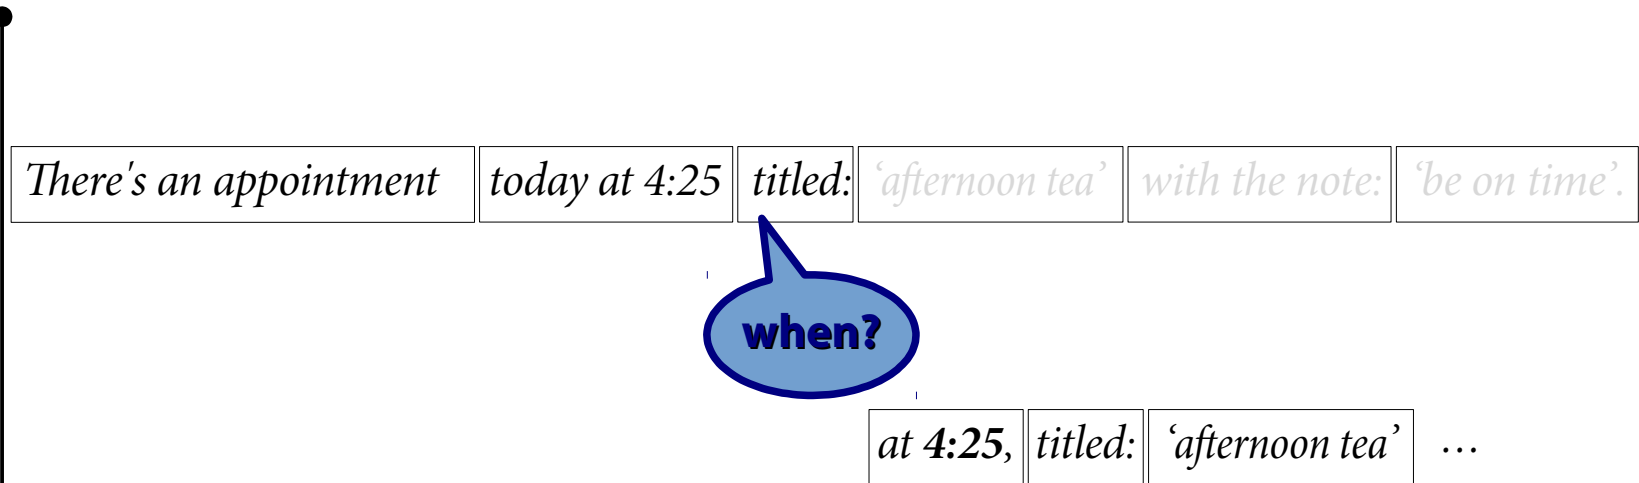 There's an appointment today at 4:25 titled: ‘afternoon tea’ with the note: ‘be on time’.
when?
at 4:25, titled: ‘afternoon tea’ …